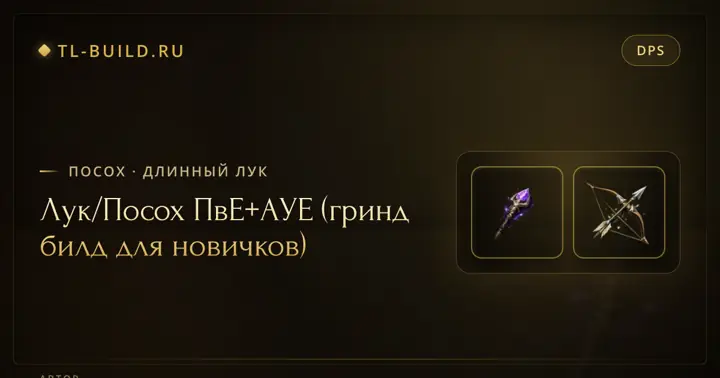 TL-BUILD.RU
DPS
ПОСОХ · ДЛИННЫЙ ЛУК
Лук/Посох ПвЕ+АУЕ (гринд
билд для новичков)